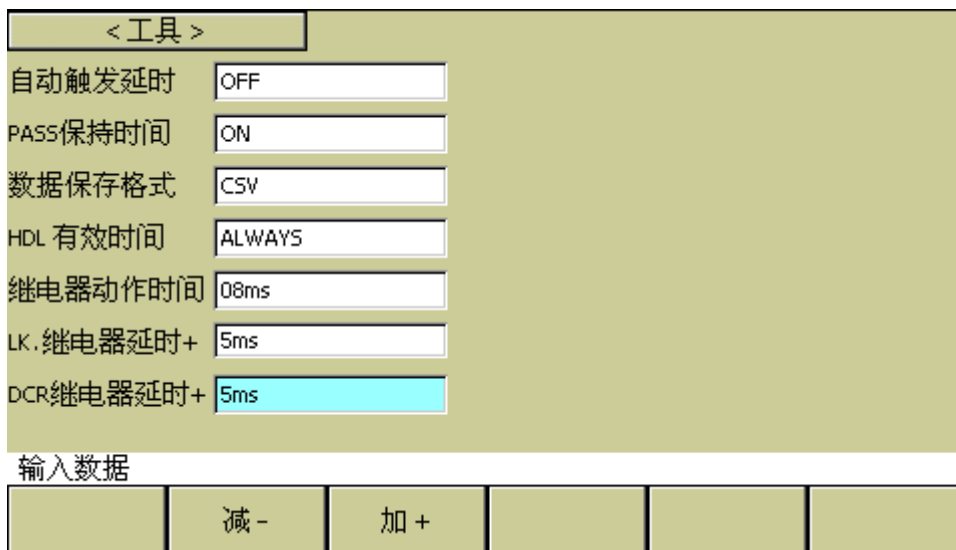 <工具>
自动触发延时 OFF
PASS保持时间 ON
数据保存格式 CSV
HDL 有效时间 ALWAYS
继电器动作时间 08ms
LK.继电器延时+ 5ms
DCR继电器延时+ 5ms
输入数据
减 - 加 +